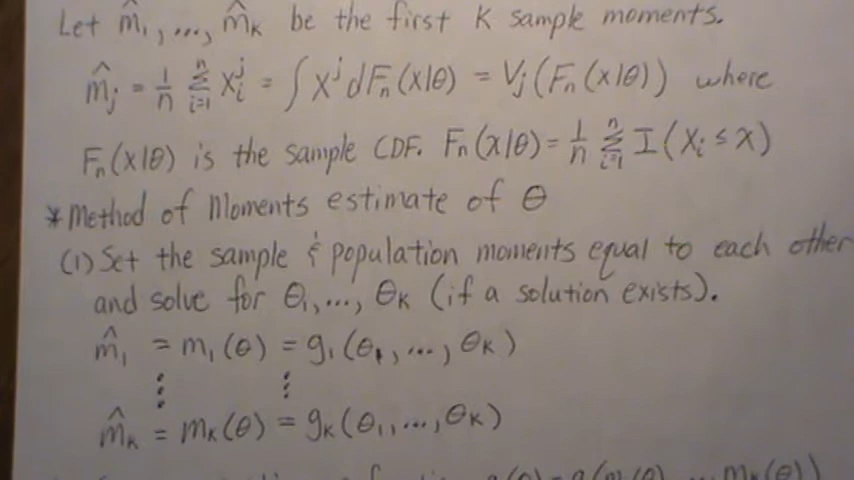 Let m̂₁, ..., m̂ₖ be the first K sample moments.
m̂ⱼ = 1/n Σᵢ₌₁ⁿ Xᵢʲ = ∫ Xʲ dFₙ(x|θ) = Vⱼ(Fₙ(x|θ)) where
Fₙ(x|θ) is the sample CDF. Fₙ(x|θ) = 1/n Σᵢ₌₁ⁿ I(Xᵢ ≤ x)
* Method of Moments estimate of θ
(1) Set the sample & population moments equal to each other
and solve for θ₁, ..., θₖ (if a solution exists).
m̂₁ = m₁(θ) = g₁(θ₁, ..., θₖ)
⋮ ⋮
m̂ₖ = mₖ(θ) = gₖ(θ₁, ..., θₖ)